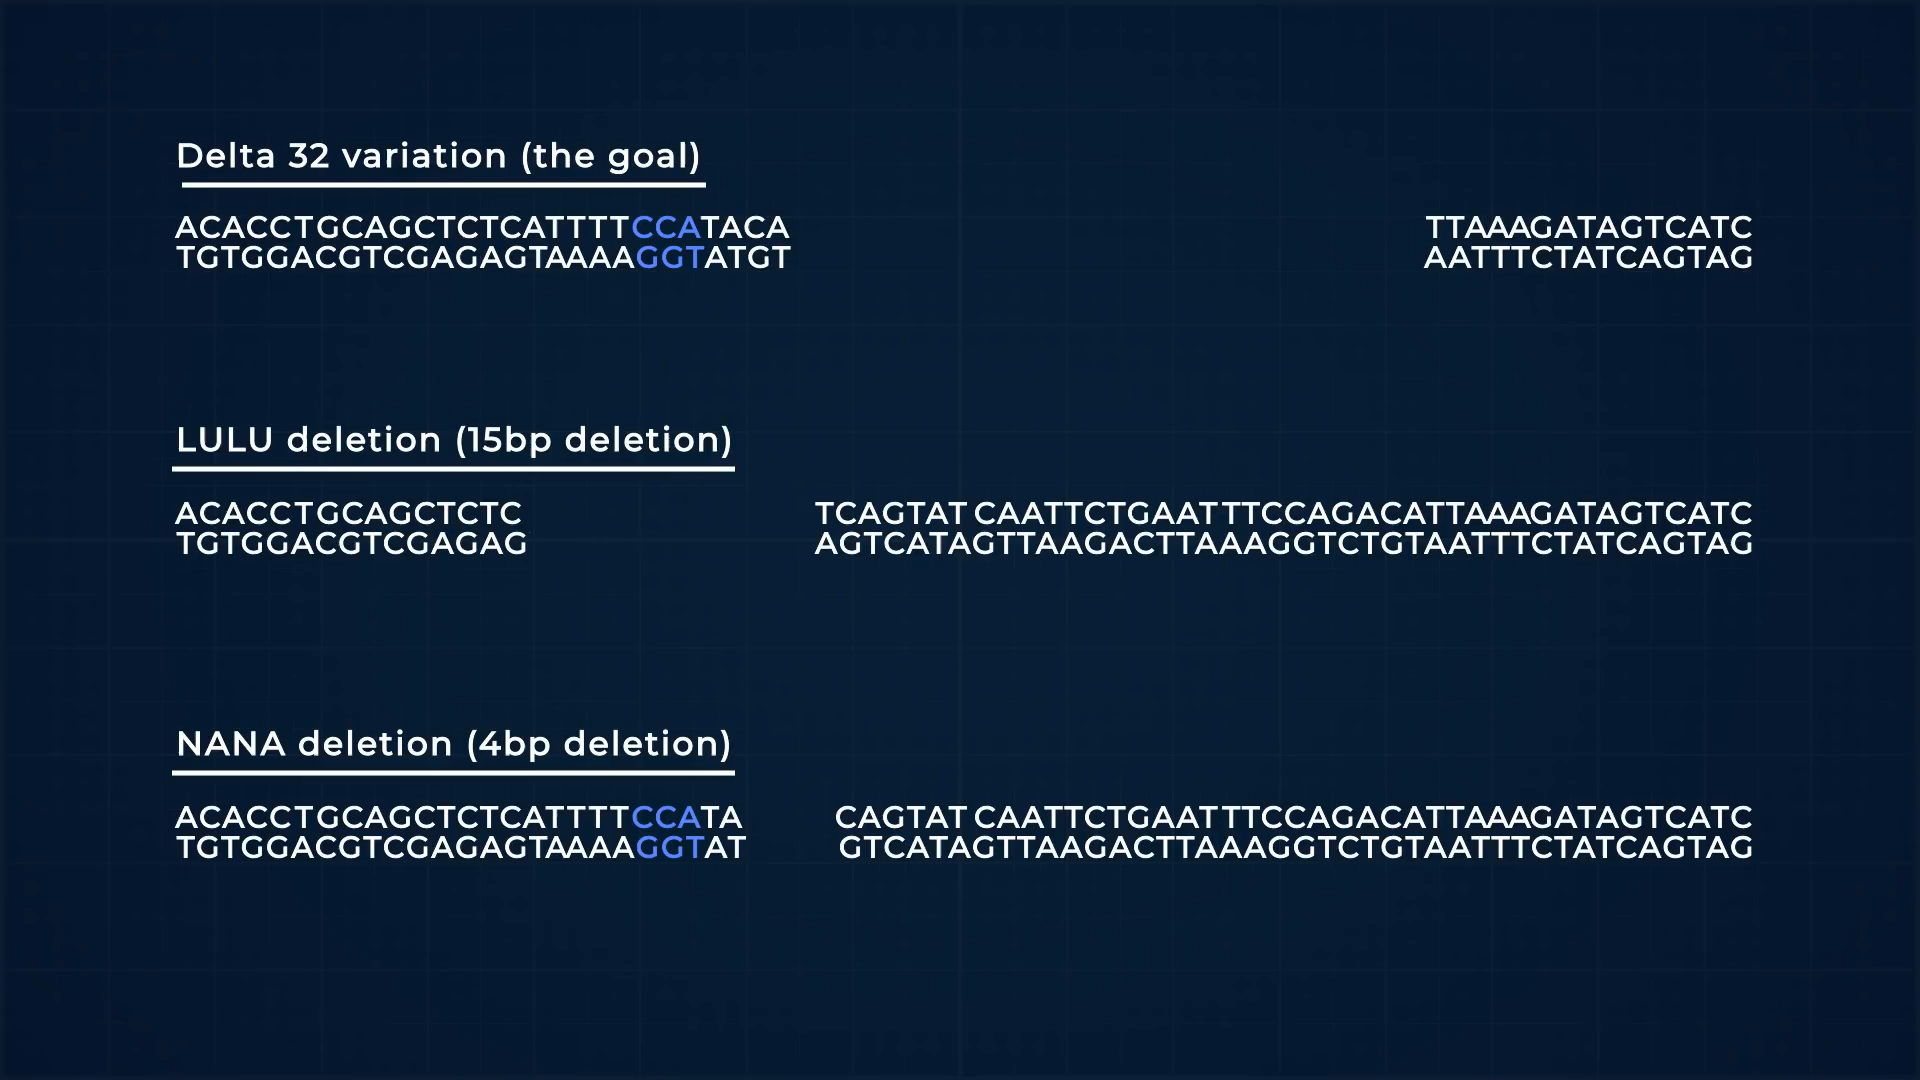 Delta 32 variation (the goal)
ACACCTGCAGCTCTCATTTTCCATACA TTAAAGATAGTCATC
TGTGGACGTCGAGAGTAAAAGGTATGT AATTTCTATCAGTAG
LULU deletion (15bp deletion)
ACACCTGCAGCTCTC TCAGTAT CAATTCTGAATTTCCAGACATTAAAGATAGTCATC
TGTGGACGTCGAGAG AGTCATAGTTAAGACTTAAAGGTCTGTAATTTCTATCAGTAG
NANA deletion (4bp deletion)
ACACCTGCAGCTCTCATTTTCCATA CAGTAT CAATTCTGAATTTCCAGACATTAAAGATAGTCATC
TGTGGACGTCGAGAGTAAAAGGTAT GTCATAGTTAAGACTTAAAGGTCTGTAATTTCTATCAGTAG